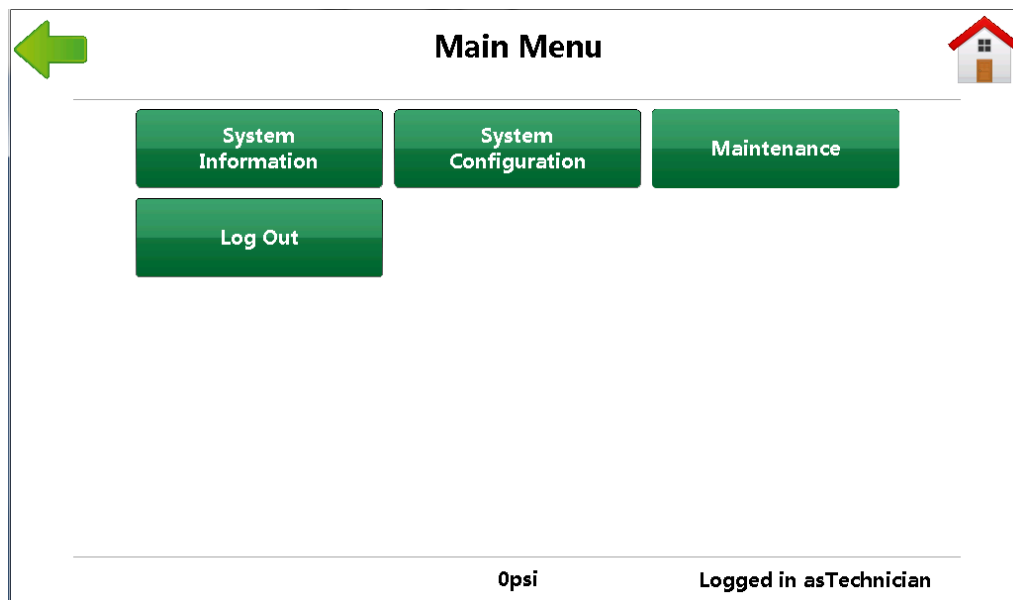 Main Menu
System
Information
System
Configuration
Maintenance
Log Out
0psi
Logged in asTechnician